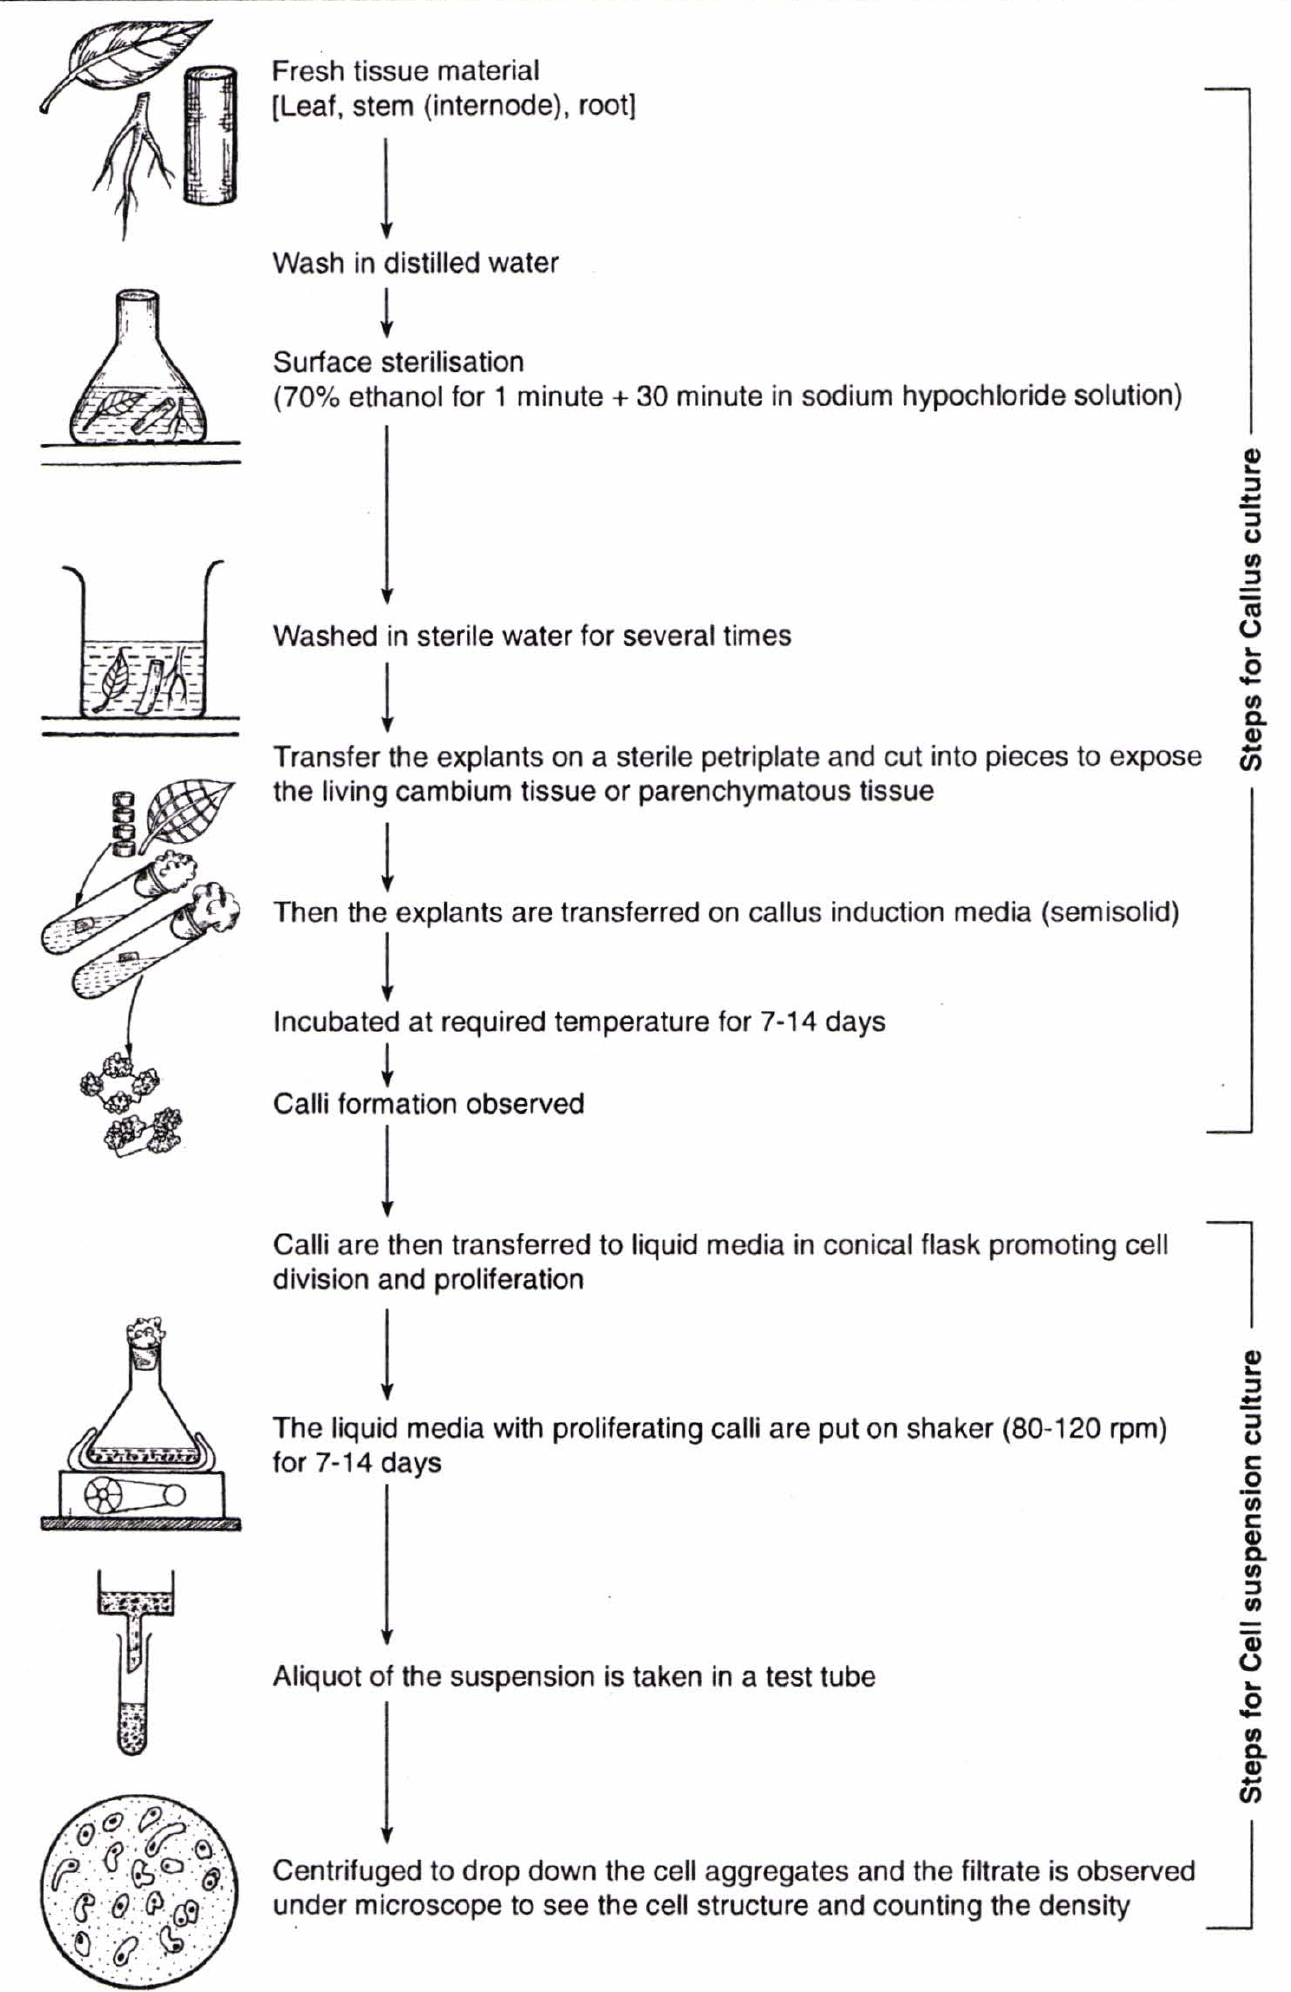 Fresh tissue material
[Leaf, stem (internode), root]
Wash in distilled water
Surface sterilisation
(70% ethanol for 1 minute + 30 minute in sodium hypochloride solution)
Washed in sterile water for several times
Transfer the explants on a sterile petriplate and cut into pieces to expose
the living cambium tissue or parenchymatous tissue
Then the explants are transferred on callus induction media (semisolid)
Incubated at required temperature for 7-14 days
Calli formation observed
Steps for Callus culture
Calli are then transferred to liquid media in conical flask promoting cell
division and proliferation
The liquid media with proliferating calli are put on shaker (80-120 rpm)
for 7-14 days
Aliquot of the suspension is taken in a test tube
Centrifuged to drop down the cell aggregates and the filtrate is observed
under microscope to see the cell structure and counting the density
Steps for Cell suspension culture